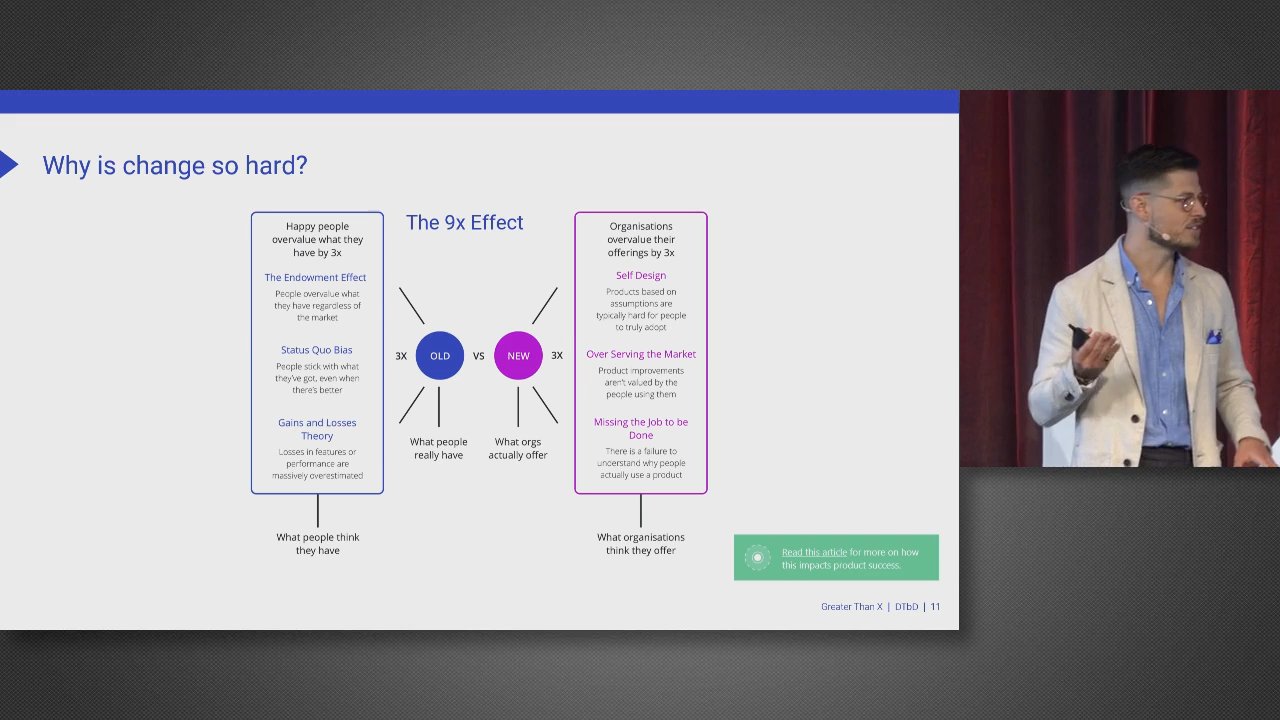 Why is change so hard?
The 9x Effect
Happy people
overvalue what they
have by 3x
The Endowment Effect
People overvalue what
they have regardless of
the market
Status Quo Bias
People stick with what
they've got, even when
there's better
Gains and Losses
Theory
Losses in features or
performance are
massively overestimated
What people think
they have
3X
OLD
VS
NEW
3X
What people
really have
What orgs
actually offer
Organisations
overvalue their
offerings by 3x
Self Design
Products based on
assumptions are
typically hard for people
to truly adopt
Over Serving the Market
Product improvements
aren't valued by the
people using them
Missing the Job to be
Done
There is a failure to
understand why people
actually use a product
What organisations
think they offer
Read this article for more on how
this impacts product success.
Greater Than X | DTbD | 11